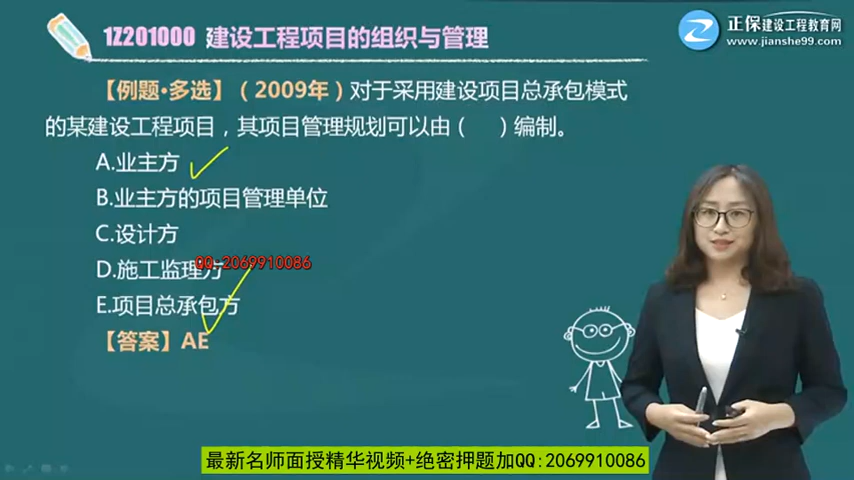 1Z201000 建设工程项目的组织与管理
正保建设工程教育网
www.jianshe99.com
【例题·多选】（2009年）对于采用建设项目总承包模式
的某建设工程项目，其项目管理规划可以由（ ）编制。
A.业主方
B.业主方的项目管理单位
C.设计方
D.施工监理方
QQ:2069910086
E.项目总承包方
【答案】AE
最新名师面授精华视频+绝密押题加QQ:2069910086